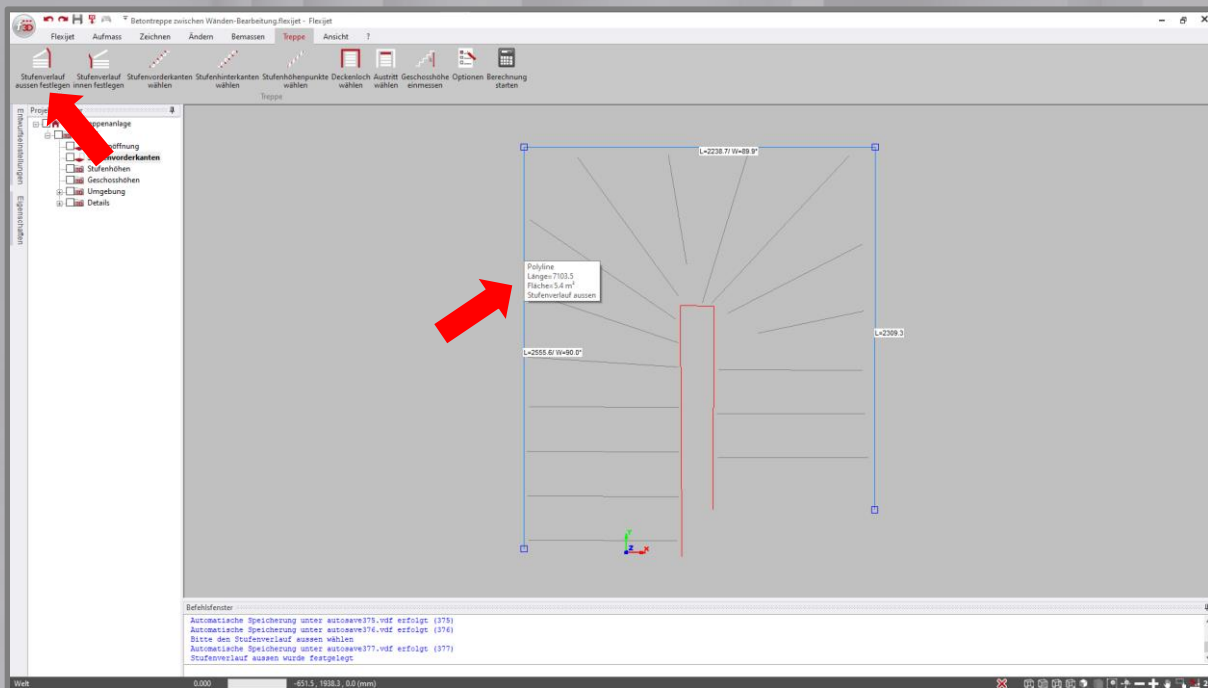 3D
Betontreppe zwischen Wänden-Bearbeitung.flexijet - Flexijet
Flexijet Aufmass Zeichnen Ändern Bemassen Treppe Ansicht ?
Stufenverlauf Stufenverlauf Stufenvorderkanten Stufenhinterkanten Stufenhöhenpunkte Deckenloch Austritt Geschosshöhe Optionen Berechnung
aussen festlegen innen festlegen wählen wählen wählen wählen wählen einmessen starten
Treppe
Entwurfseinstellungen
Eigenschaften
Stufenhöhen
Geschosshöhen
Umgebung
Details
L=2238.7/ W=89.9°
Polyline
Länge=7103.5
Fläche=5.4 m²
Stufenverlauf aussen
L=2309.3
L=2555.6/ W=90.0°
Y
Z X
Befehlsfenster
Automatische Speicherung unter autosave375.vdf erfolgt (375)
Automatische Speicherung unter autosave376.vdf erfolgt (376)
Bitte den Stufenverlauf aussen wählen
Automatische Speicherung unter autosave377.vdf erfolgt (377)
Stufenverlauf aussen wurde festgelegt
Welt 0.000 -651.5 , 1938.3 , 0.0 (mm)